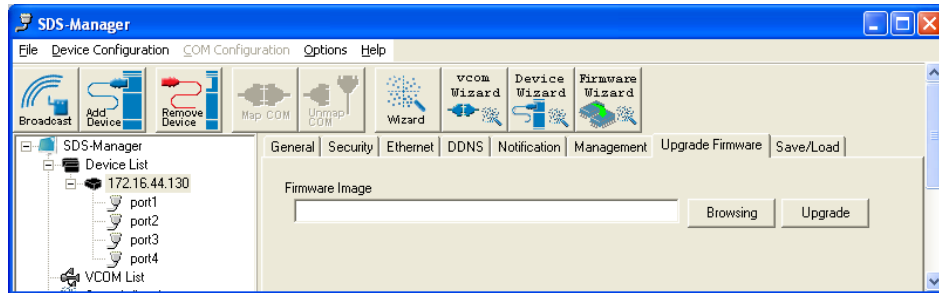 SDS-Manager
File Device Configuration COM Configuration Options Help
Broadcast Add Device Remove Device Map COM Unmap COM Wizard vcom Wizard Device Wizard Firmware Wizard
SDS-Manager
General Security Ethernet DDNS Notification Management Upgrade Firmware Save/Load
Device List
172.16.44.130
Firmware Image
port1
Browsing Upgrade
port2
port3
port4
VCOM List